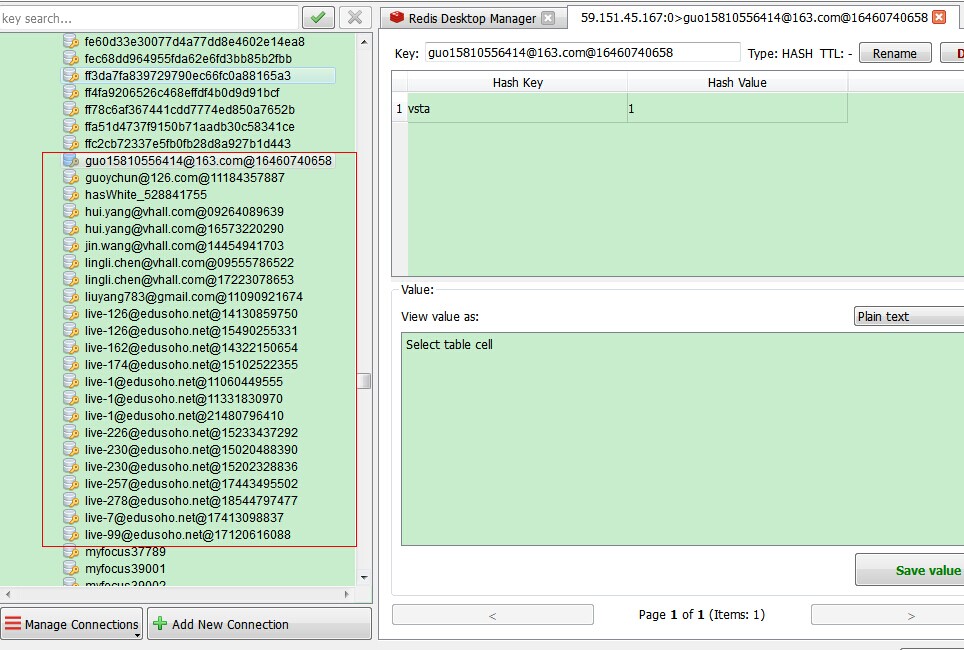 key search...
fe60d33e30077d4a77dd8e4602e14ea8
fec68dd964955fda62e6fd3bb85b2fbb
ff3da7fa839729790ec66fc0a88165a3
ff4fa9206526c468effdf4b0d9d91bcf
ff78c6af367441cdd7774ed850a7652b
ffa51d4737f9150b71aadb30c58341ce
ffc2cb72337e5fb0fb28d8a927b1d443
guo15810556414@163.com@16460740658
guoychun@126.com@11184357887
hasWhite_528841755
hui.yang@vhall.com@09264089639
hui.yang@vhall.com@16573220290
jin.wang@vhall.com@14454941703
lingli.chen@vhall.com@09555786522
lingli.chen@vhall.com@17223078653
liuyang783@gmail.com@11090921674
live-126@edusoho.net@14130859750
live-126@edusoho.net@15490255331
live-162@edusoho.net@14322150654
live-174@edusoho.net@15102522355
live-1@edusoho.net@11060449555
live-1@edusoho.net@11331830970
live-1@edusoho.net@21480796410
live-226@edusoho.net@15233437292
live-230@edusoho.net@15020488390
live-230@edusoho.net@15202328836
live-257@edusoho.net@17443495502
live-278@edusoho.net@18544797477
live-7@edusoho.net@17413098837
live-99@edusoho.net@17120616088
myfocus37789
myfocus39001
myfocus39002
Manage Connections
Add New Connection
Redis Desktop Manager
59.151.45.167:0>guo15810556414@163.com@16460740658
Key: guo15810556414@163.com@16460740658 Type: HASH TTL: - Rename D
Hash Key Hash Value
1 vsta 1
Value:
View value as: Plain text
Select table cell
Save value
< Page 1 of 1 (Items: 1) >